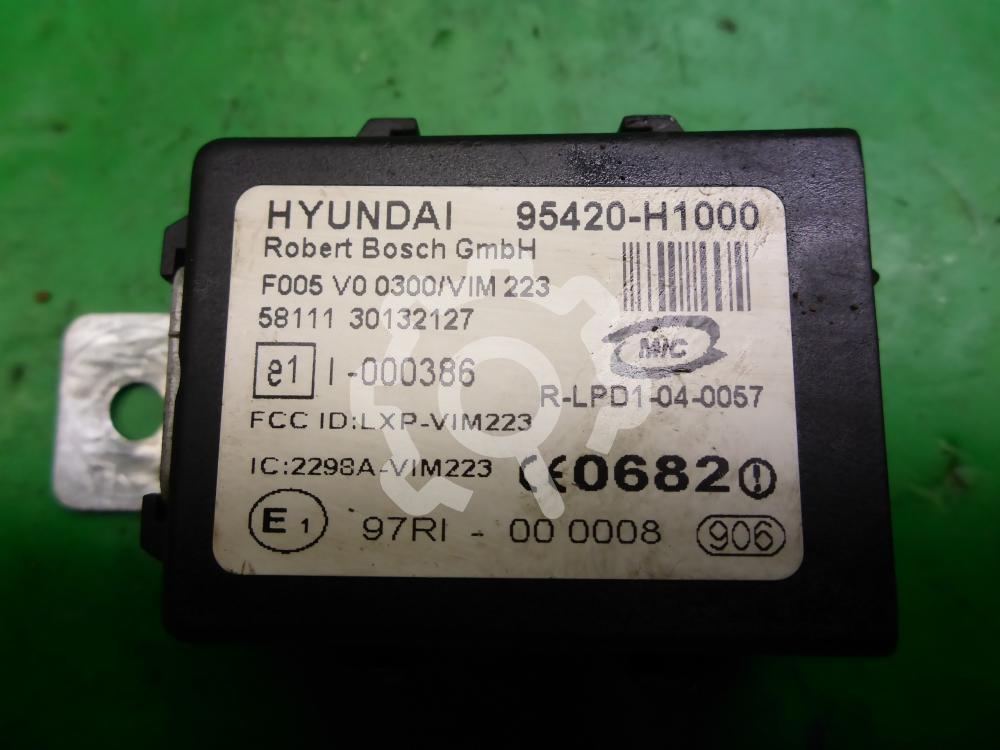 HYUNDAI 95420-H1000
Robert Bosch GmbH
F005 V0 0300/VIM 223
58111 30132127
MIC
e1 I-000386
R-LPD1-04-0057
FCC ID:LXP-VIM223
IC:2298A-VIM223 CE0682
E1 97RI - 00 0008 906